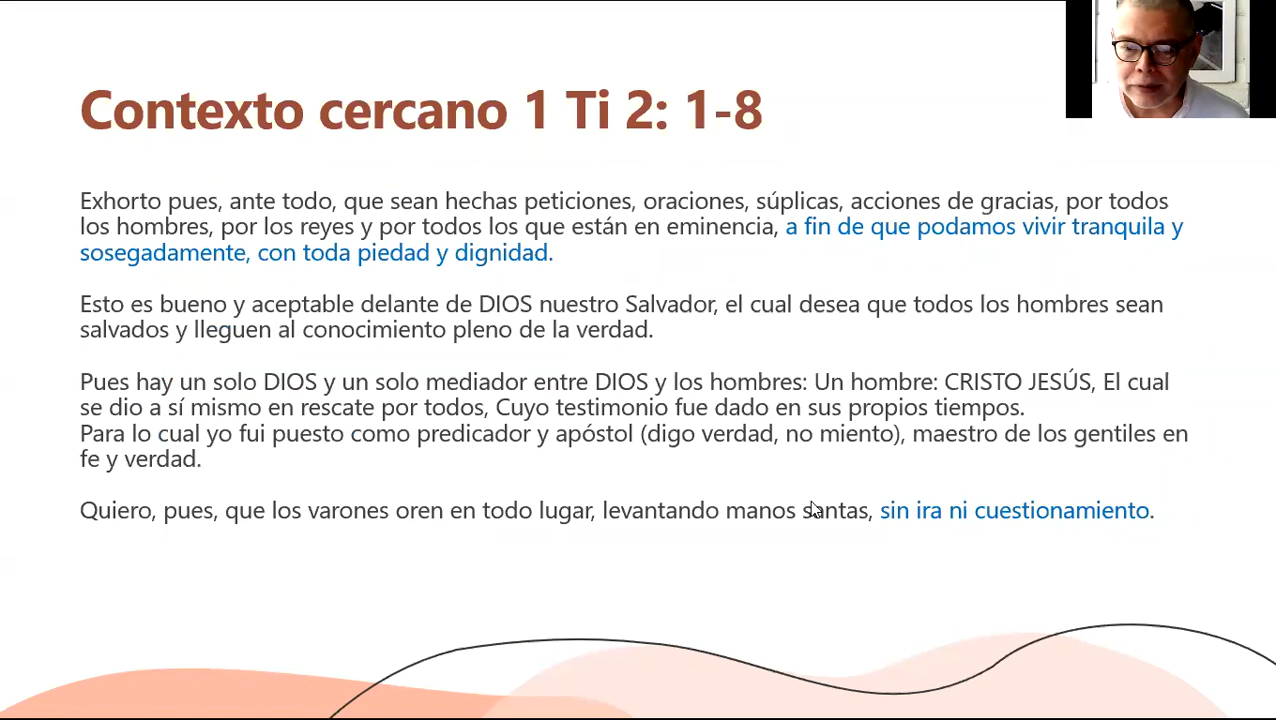 Contexto cercano 1 Ti 2: 1-8
Exhorto pues, ante todo, que sean hechas peticiones, oraciones, súplicas, acciones de gracias, por todos
los hombres, por los reyes y por todos los que están en eminencia, a fin de que podamos vivir tranquila y
sosegadamente, con toda piedad y dignidad.
Esto es bueno y aceptable delante de DIOS nuestro Salvador, el cual desea que todos los hombres sean
salvados y lleguen al conocimiento pleno de la verdad.
Pues hay un solo DIOS y un solo mediador entre DIOS y los hombres: Un hombre: CRISTO JESÚS, El cual
se dio a sí mismo en rescate por todos, Cuyo testimonio fue dado en sus propios tiempos.
Para lo cual yo fui puesto como predicador y apóstol (digo verdad, no miento), maestro de los gentiles en
fe y verdad.
Quiero, pues, que los varones oren en todo lugar, levantando manos santas, sin ira ni cuestionamiento.